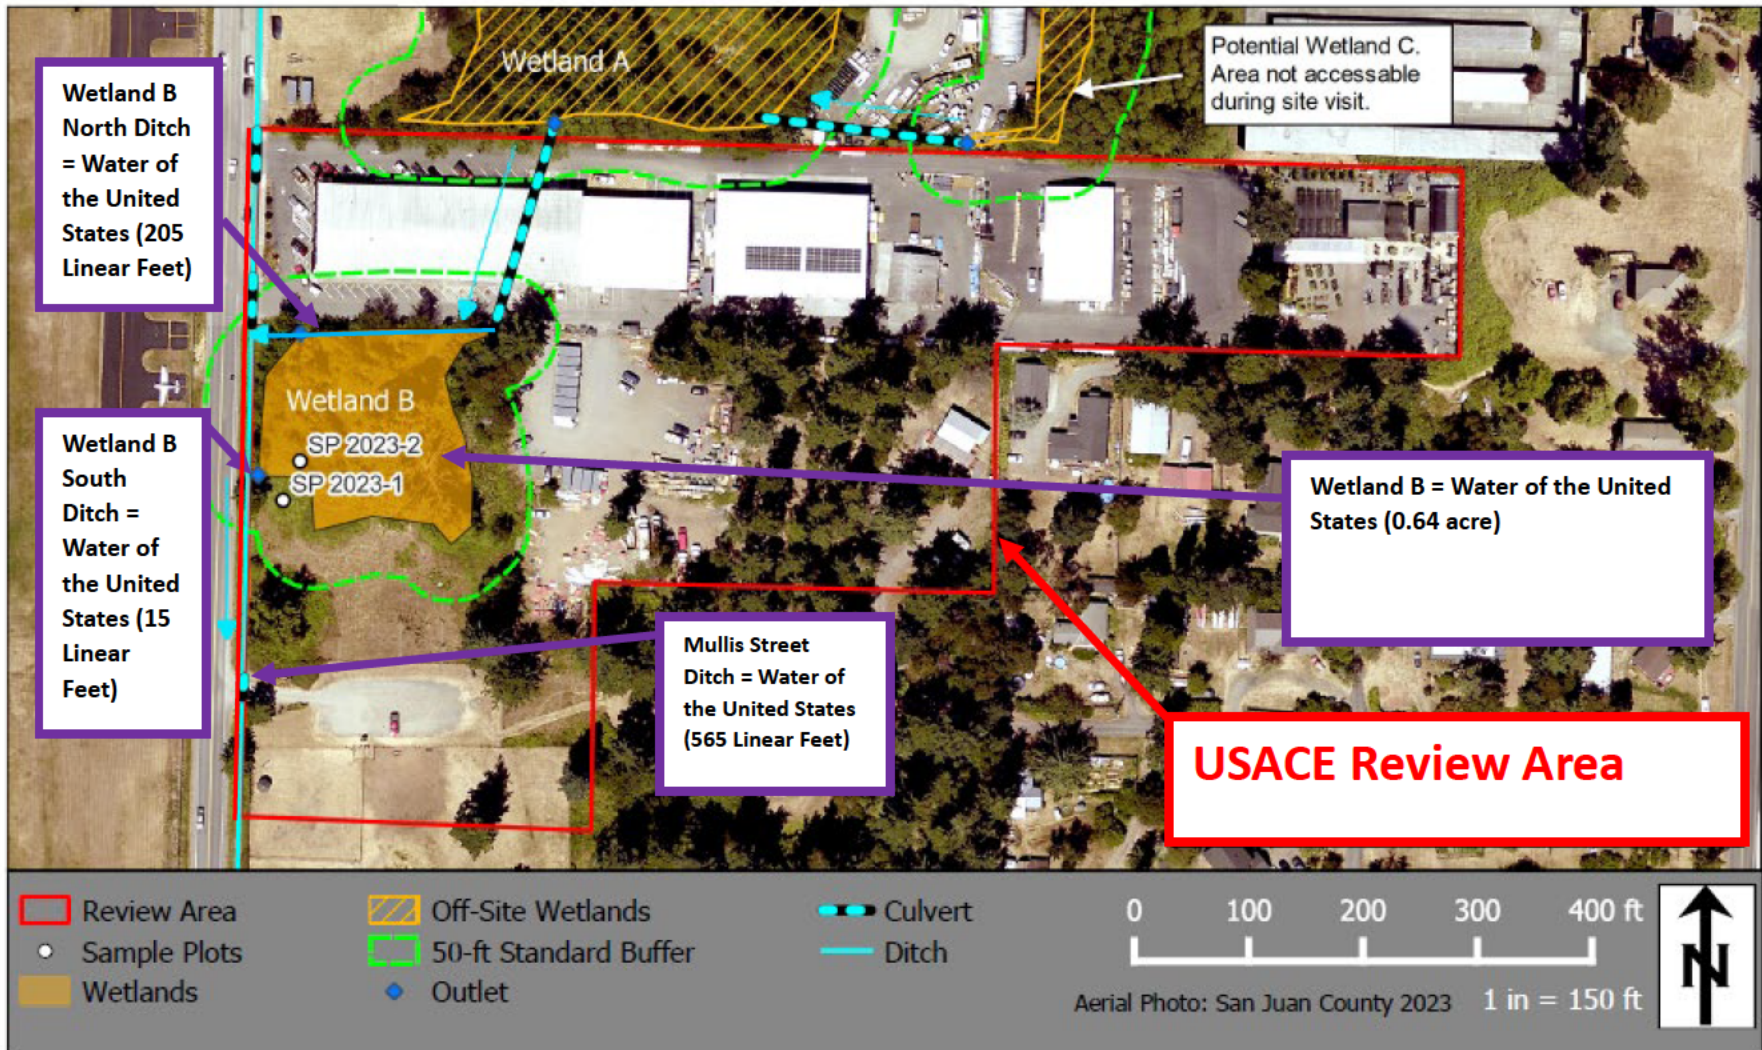 Wetland B
North Ditch
= Water of
the United
States (205
Linear Feet)
Wetland A
Potential Wetland C.
Area not accessable
during site visit.
Wetland B
South
Ditch =
Water of
the United
States (15
Linear
Feet)
Wetland B
SP 2023-2
SP 2023-1
Wetland B = Water of the United
States (0.64 acre)
Mullis Street
Ditch = Water of
the United States
(565 Linear Feet)
USACE Review Area
Review Area
Sample Plots
Wetlands
Off-Site Wetlands
50-ft Standard Buffer
Outlet
Culvert
Ditch
0 100 200 300 400 ft
Aerial Photo: San Juan County 2023 1 in = 150 ft
N